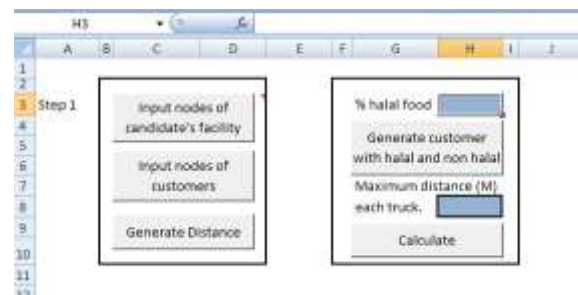 H3
A B C D E F G H I J
1
2
3 Step 1
Input nodes of
candidate's facility
% halal food
4
5
Generate customer
with halal and non halal
6
Input nodes of
customers
7
Maximum distance (M)
8
each truck.
9
Generate Distance
Calculate
10
11